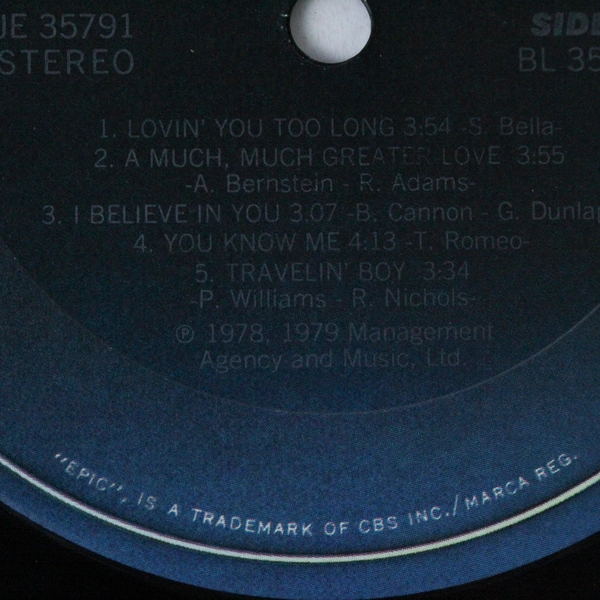 JE 35791
STEREO
SIDE
BL 35
1. LOVIN' YOU TOO LONG 3:54 -S. Bella-
2. A MUCH, MUCH GREATER LOVE 3:55
-A. Bernstein - R. Adams-
3. I BELIEVE IN YOU 3.07 -B. Cannon - G. Dunlap
4. YOU KNOW ME 4:13 -T. Romeo-
5. TRAVELIN' BOY 3:34
-P. Williams - R. Nichols-
℗ 1978, 1979 Management
Agency and Music, Ltd.
"EPIC", IS A TRADEMARK OF CBS INC./MARCA REG.